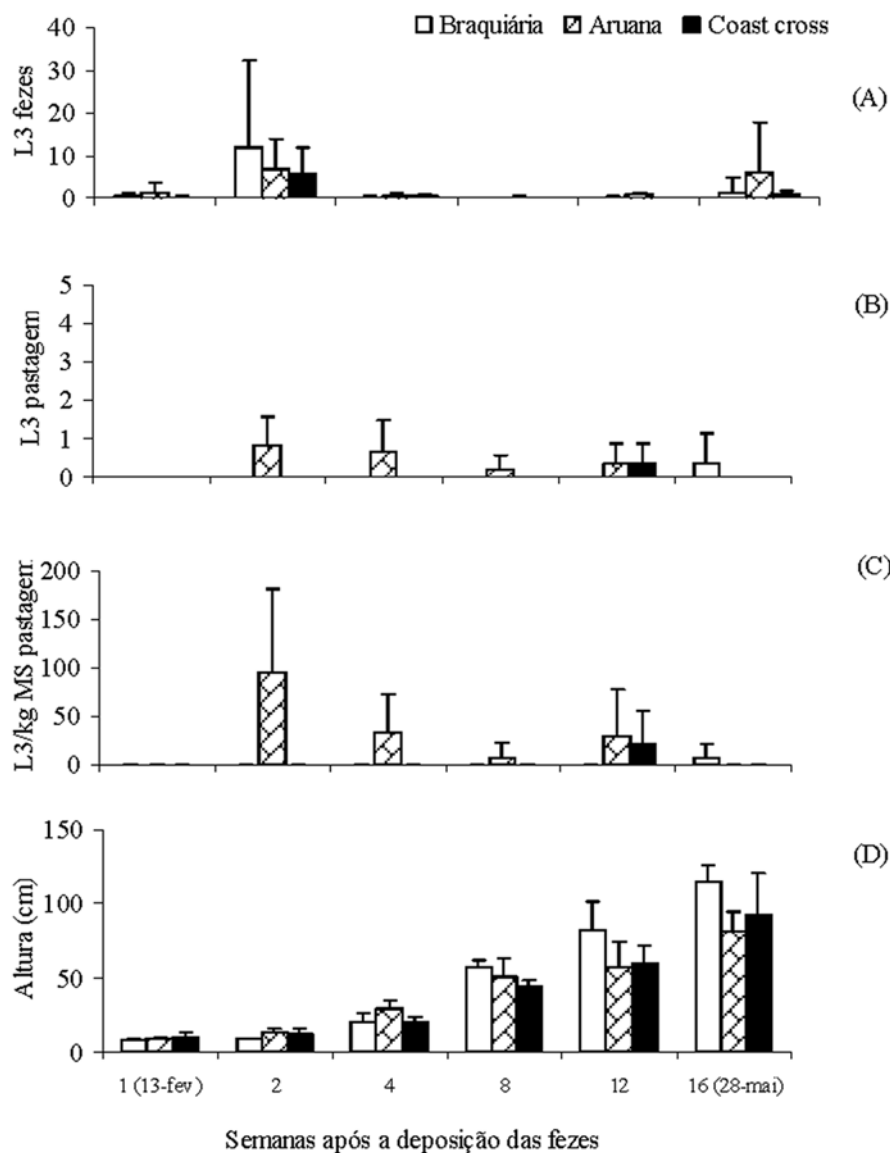 Braquiária Aruana Coast cross
(A)
L3 fezes
40
30
20
10
0
(B)
L3 pastagem
5
4
3
2
1
0
(C)
L3/kg MS pastagem
200
150
100
50
0
(D)
Altura (cm)
150
100
50
0
1 (13-fev) 2 4 8 12 16 (28-mai)
Semanas após a deposição das fezes